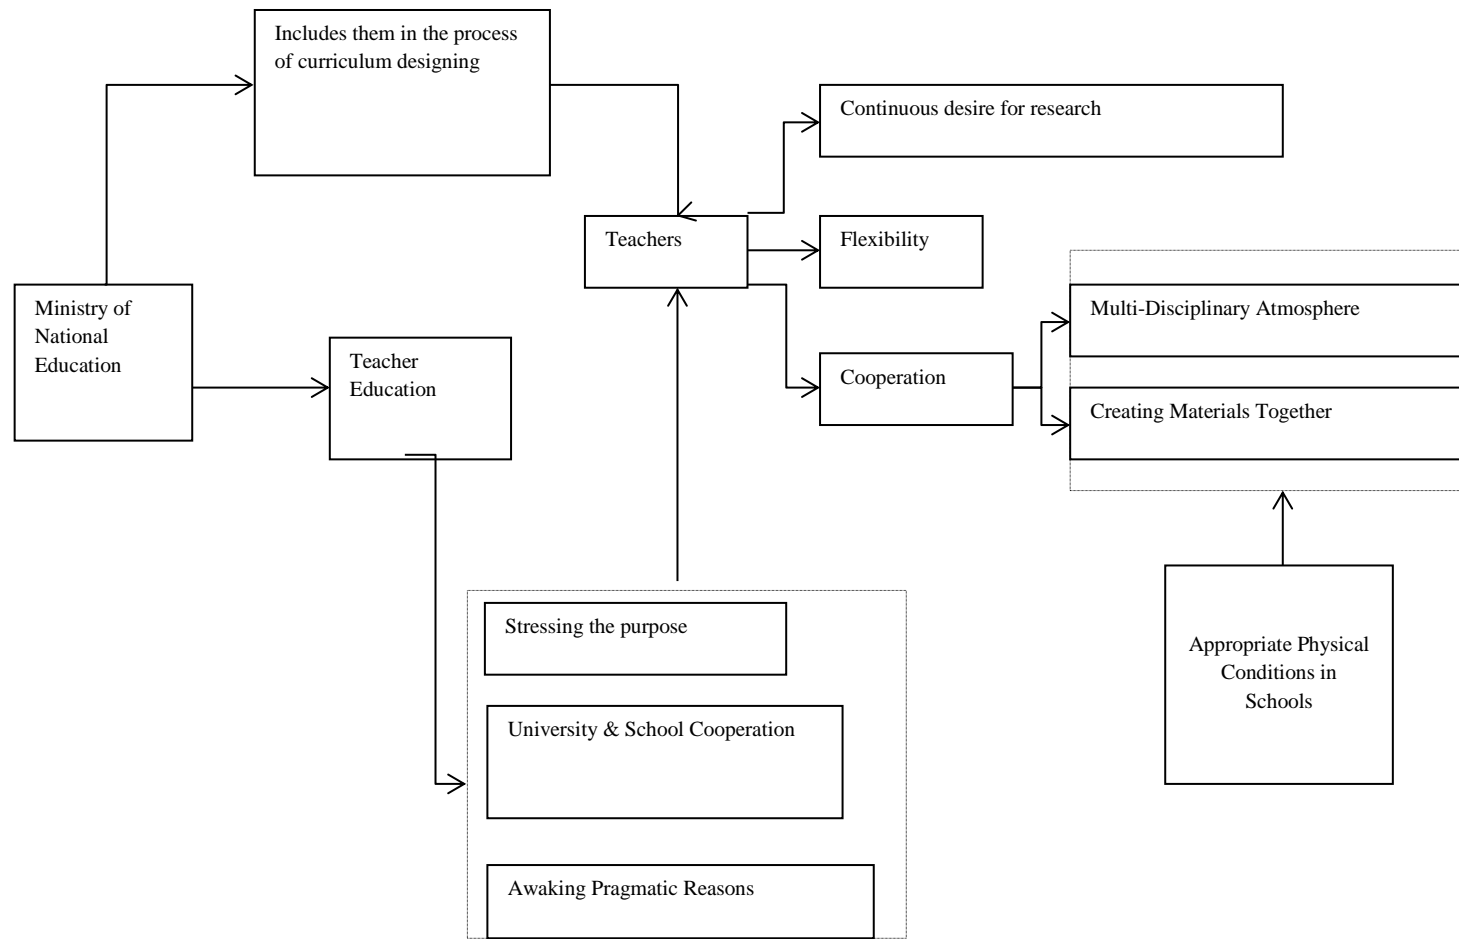 Includes them in the process
of curriculum designing
Continuous desire for research
Teachers
Flexibility
Ministry of
National
Education
Multi-Disciplinary Atmosphere
Teacher
Education
Cooperation
Creating Materials Together
Stressing the purpose
Appropriate Physical
Conditions in
Schools
University & School Cooperation
Awaking Pragmatic Reasons